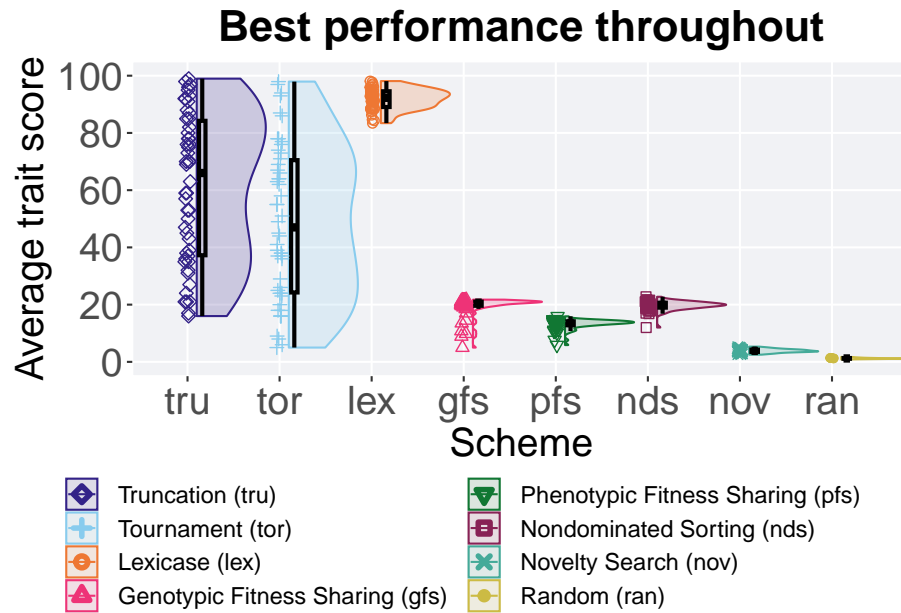 Best performance throughout
Average trait score
100
80
60
40
20
0
tru tor lex gfs pfs nds nov ran
Scheme
Truncation (tru)
Tournament (tor)
Lexicase (lex)
Genotypic Fitness Sharing (gfs)
Phenotypic Fitness Sharing (pfs)
Nondominated Sorting (nds)
Novelty Search (nov)
Random (ran)